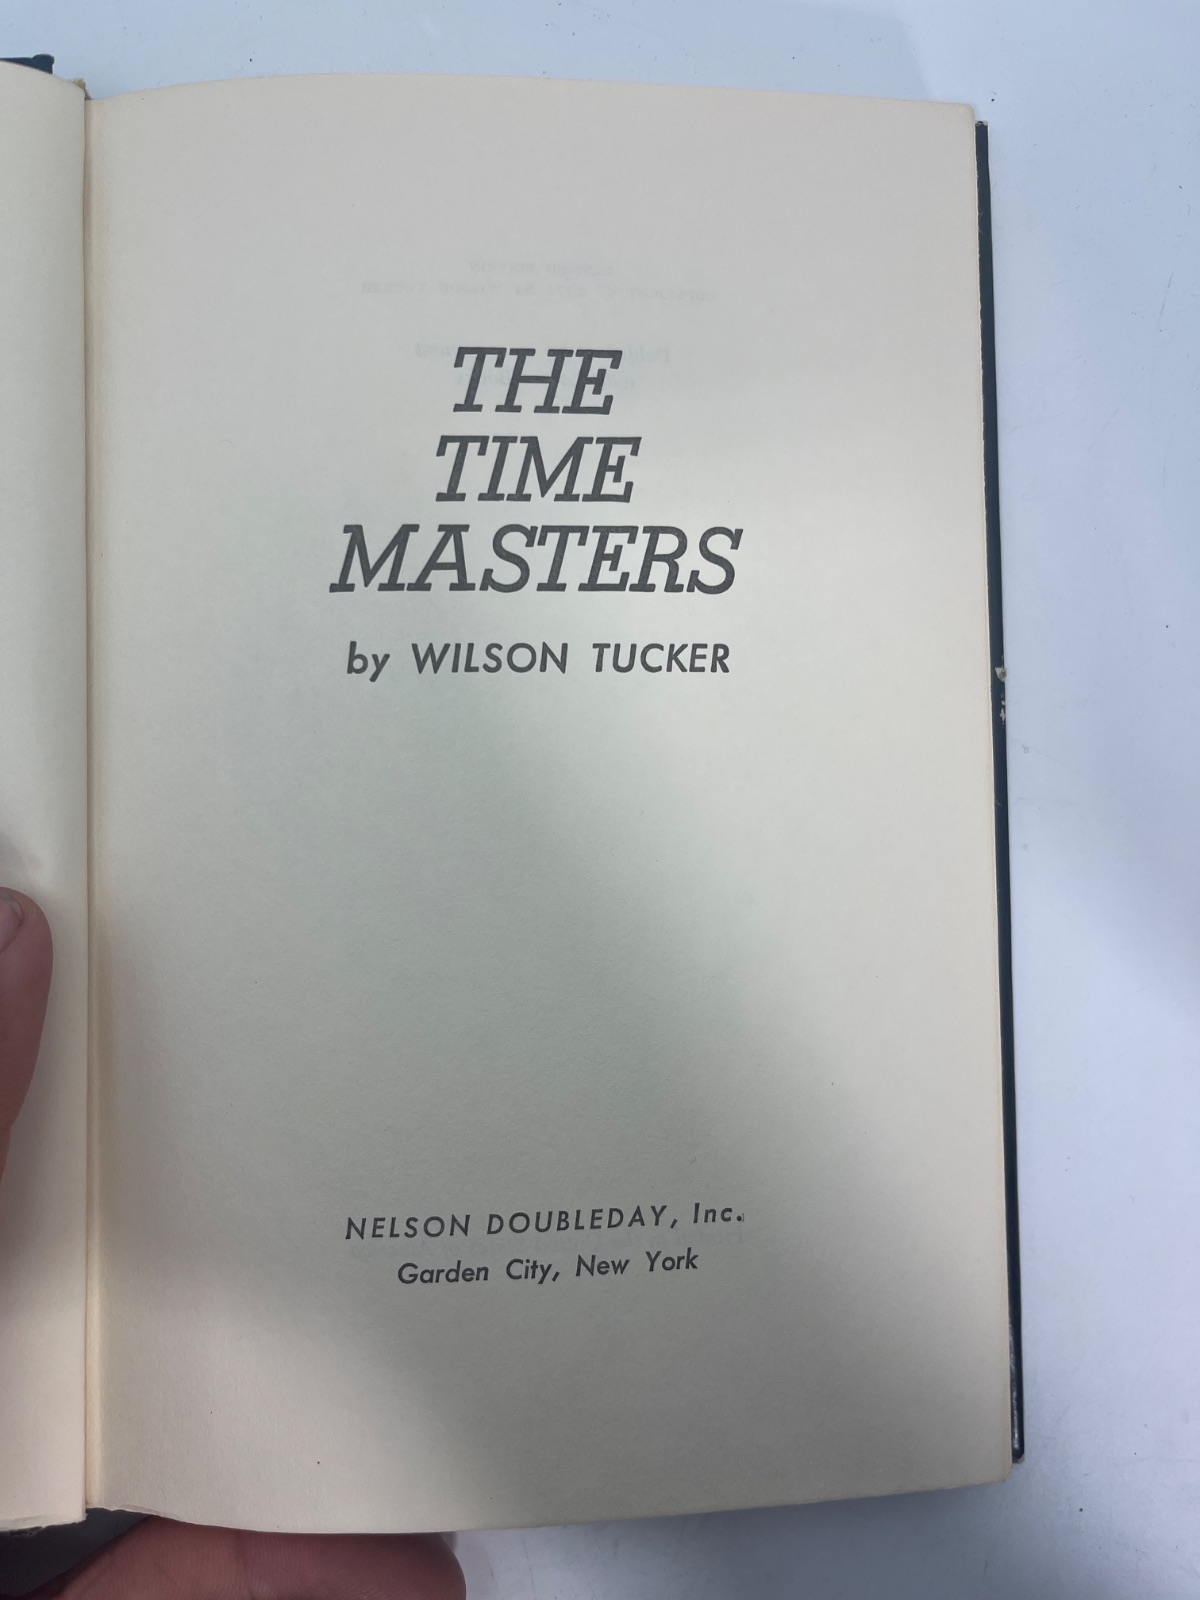 THE
TIME
MASTERS
by WILSON TUCKER
NELSON DOUBLEDAY, Inc.
Garden City, New York